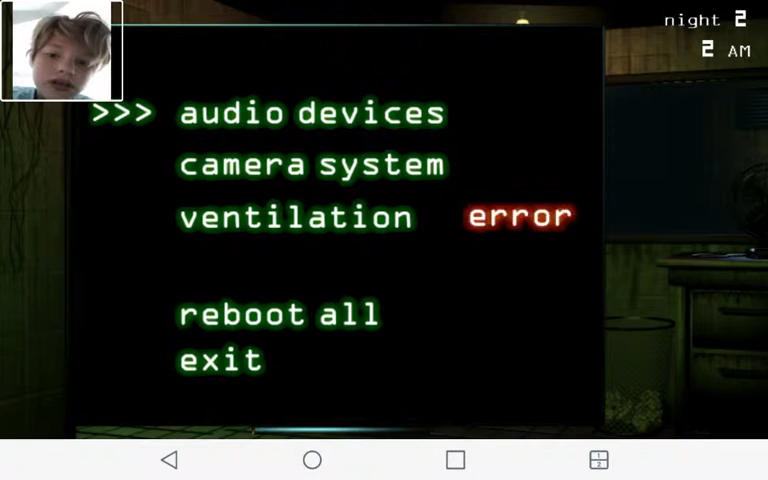 night 2
2 AM
>>> audio devices
camera system
ventilation error
reboot all
exit